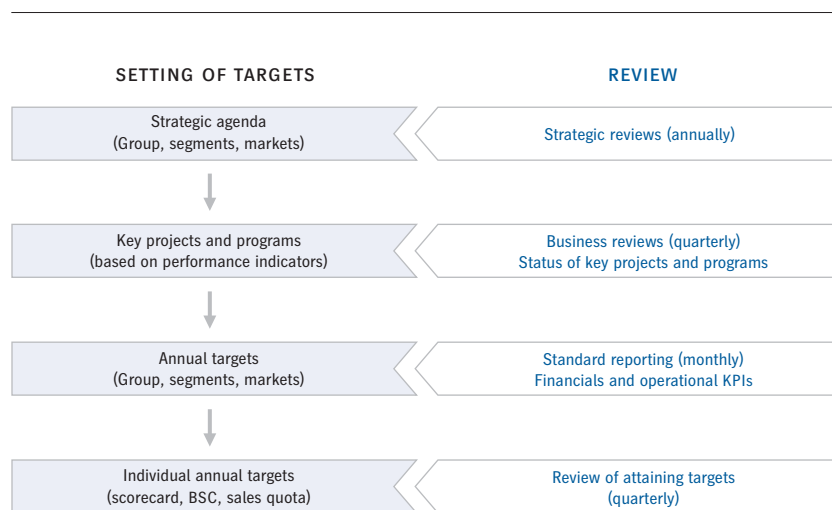 SETTING OF TARGETS
REVIEW
Strategic agenda
(Group, segments, markets)
Strategic reviews (annually)
Key projects and programs
(based on performance indicators)
Business reviews (quarterly)
Status of key projects and programs
Annual targets
(Group, segments, markets)
Standard reporting (monthly)
Financials and operational KPIs
Individual annual targets
(scorecard, BSC, sales quota)
Review of attaining targets
(quarterly)